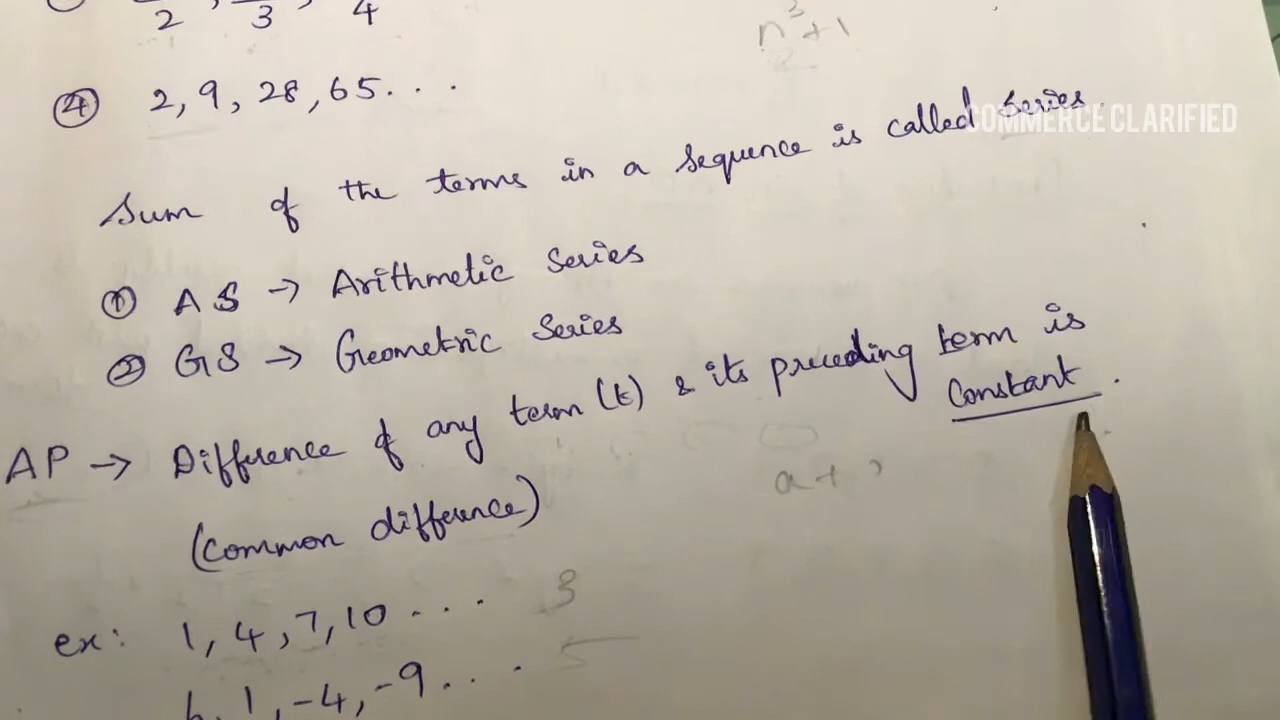 2 , 3 , 4
n³+1
2
④ 2, 9, 28, 65. . .
COMMERCE CLARIFIED
Sum of the terms in a sequence is called series.
① AS → Arithmetic Series
② GS → Geometric Series
AP → Difference of any term (t) & its preceding term is
Constant.
a +
(Common difference)
ex: 1, 4, 7, 10 . . . 3
6, 1, -4, -9. . . 5